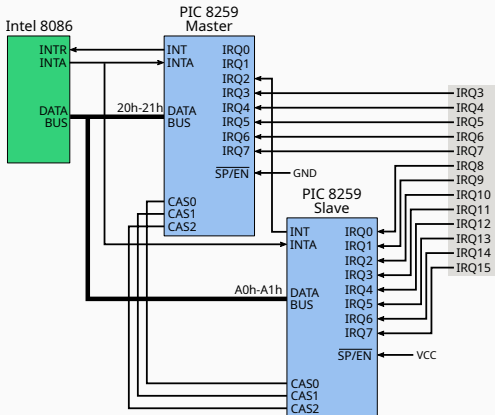 Intel 8086
INTR
INTA
DATA
BUS
PIC 8259
Master
INT
INTA
20h-21h
DATA
BUS
CAS0
CAS1
CAS2
IRQ0
IRQ1
IRQ2
IRQ3
IRQ4
IRQ5
IRQ6
IRQ7
SP/EN
GND
PIC 8259
Slave
INT
INTA
A0h-A1h
DATA
BUS
CAS0
CAS1
CAS2
IRQ0
IRQ1
IRQ2
IRQ3
IRQ4
IRQ5
IRQ6
IRQ7
SP/EN
VCC
IRQ3
IRQ4
IRQ5
IRQ6
IRQ7
IRQ8
IRQ9
IRQ10
IRQ11
IRQ12
IRQ13
IRQ14
IRQ15